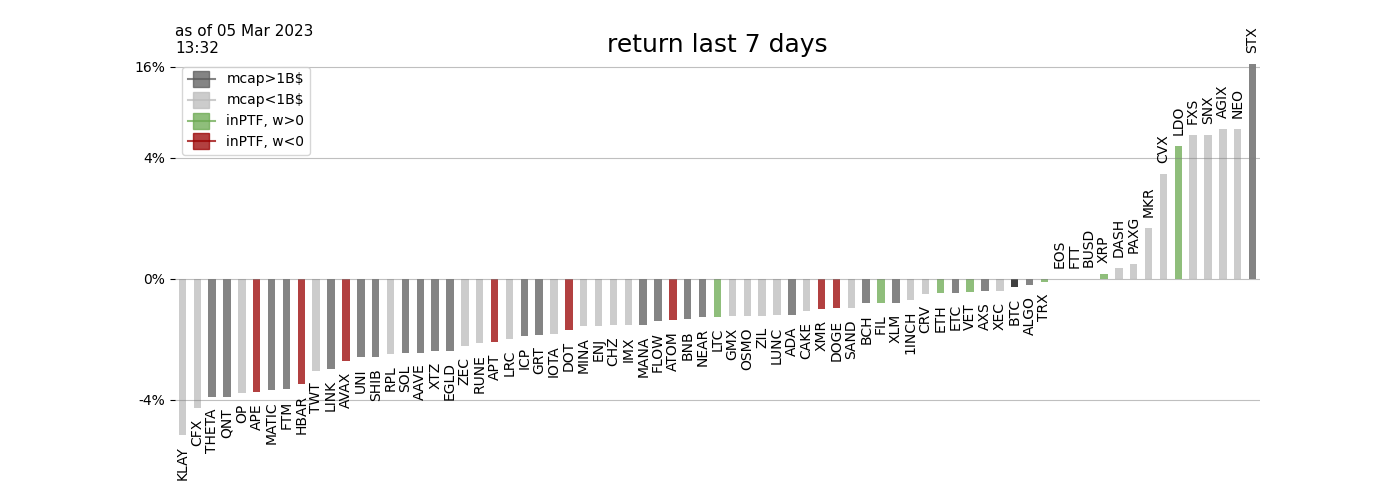 as of 05 Mar 2023
13:32
return last 7 days
mcap>1B$
mcap<1B$
inPTF, w>0
inPTF, w<0
16%
4%
0%
-4%
KLAY
CFX
THETA
QNT
OP
APE
MATIC
FTM
HBAR
TWT
LINK
AVAX
UNI
SHIB
RPL
SOL
AAVE
XTZ
EGLD
ZEC
RUNE
APT
LRC
ICP
GRT
IOTA
DOT
MINA
ENJ
CHZ
IMX
MANA
FLOW
ATOM
BNB
NEAR
LTC
GMX
OSMO
ZIL
LUNC
ADA
CAKE
XMR
DOGE
SAND
BCH
FIL
XLM
1INCH
CRV
ETH
ETC
VET
AXS
XEC
BTC
ALGO
TRX
EOS
FTT
BUSD
XRP
DASH
PAXG
MKR
CVX
LDO
FXS
SNX
AGIX
NEO
STX